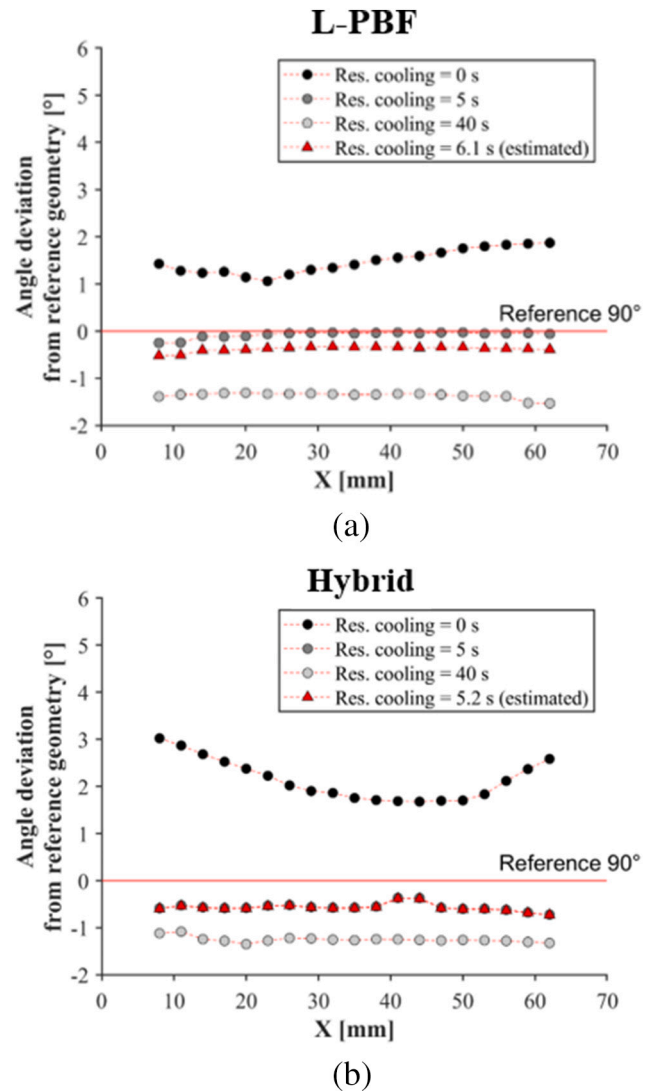 L-PBF
Angle deviation
from reference geometry [°]
6
5
4
3
2
1
0
-1
-2
Res. cooling = 0 s
Res. cooling = 5 s
Res. cooling = 40 s
Res. cooling = 6.1 s (estimated)
Reference 90°
0 10 20 30 40 50 60 70
X [mm]
(a)
Hybrid
Angle deviation
from reference geometry [°]
6
5
4
3
2
1
0
-1
-2
Res. cooling = 0 s
Res. cooling = 5 s
Res. cooling = 40 s
Res. cooling = 5.2 s (estimated)
Reference 90°
0 10 20 30 40 50 60 70
X [mm]
(b)